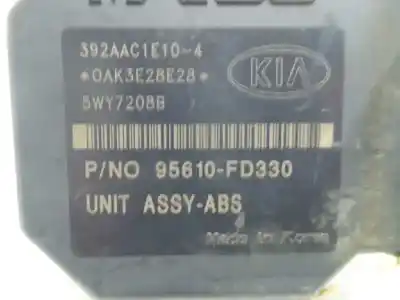 392AAC1E10-4
*OAK3E28E28*
KIA
5WY7208B
P/NO 95610-FD330
UNIT ASSY-ABS
Made in Korea